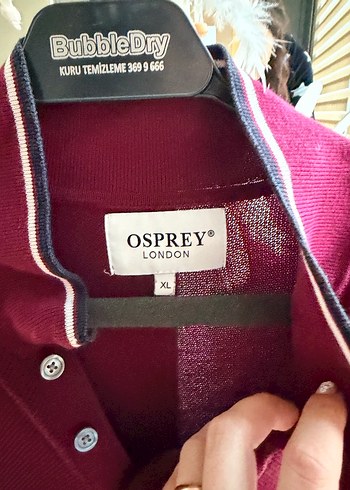 BubbleDry
KURU TEMİZLEME 369 9 666
OSPREY®
LONDON
XL